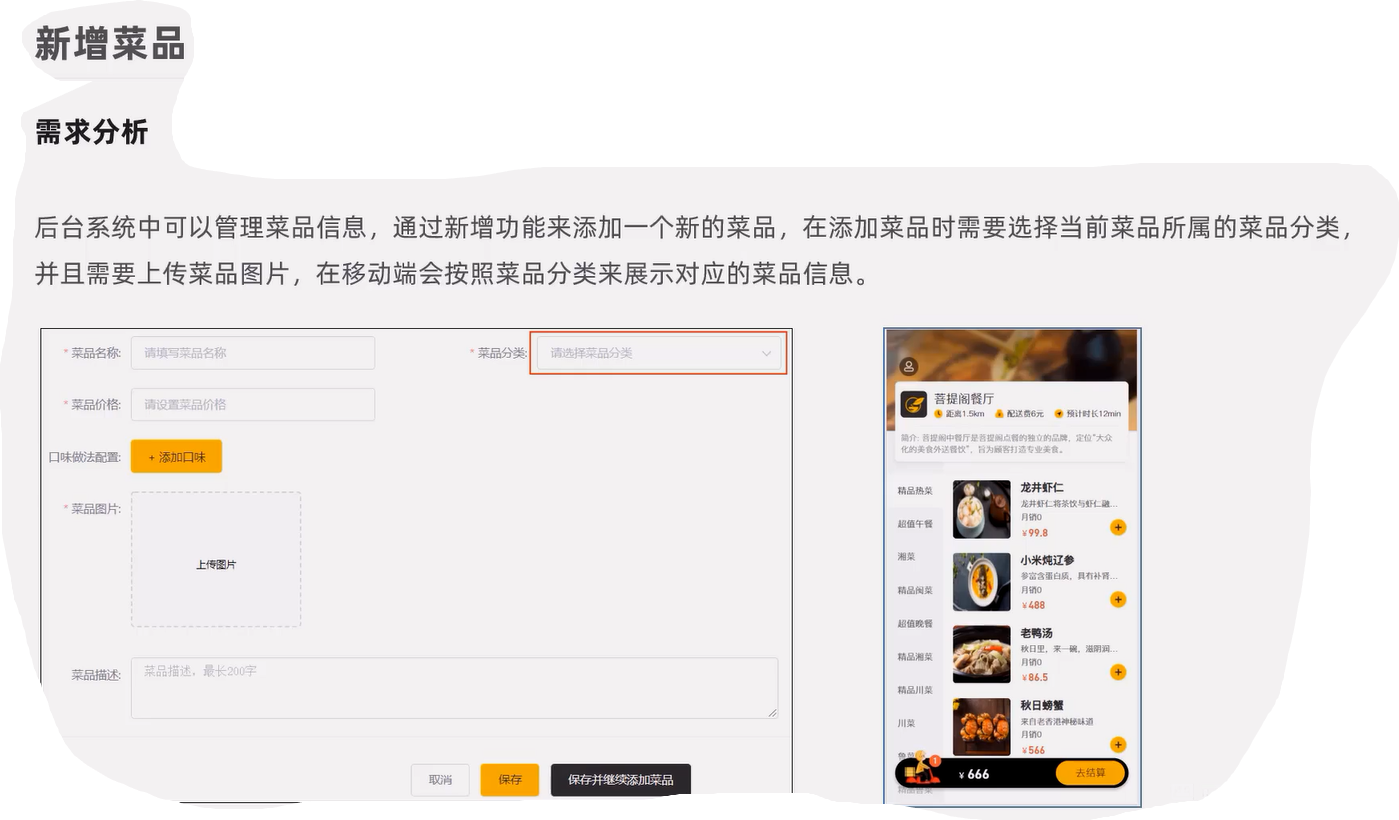 新增菜品
需求分析
后台系统中可以管理菜品信息，通过新增功能来添加一个新的菜品，在添加菜品时需要选择当前菜品所属的菜品分类，
并且需要上传菜品图片，在移动端会按照菜品分类来展示对应的菜品信息。
* 菜品名称: 请填写菜品名称 * 菜品分类: 请选择菜品分类
* 菜品价格: 请设置菜品价格
口味做法配置: + 添加口味
* 菜品图片:
上传图片
菜品描述: 菜品描述，最长200字
取消 保存 保存并继续添加菜品
菩提阁餐厅
距离1.5km 配送费6元 预计时长12min
简介: 菩提阁中餐厅是菩提阁点餐的独立的品牌，定位“大众
化的美食外送餐饮”，旨为顾客打造专业美食。
精品热菜
超值午餐
湘菜
精品闽菜
超值晚餐
精品湘菜
精品川菜
川菜
龙井虾仁
龙井虾仁将茶饮与虾仁融...
月销0
¥99.8
+
小米炖辽参
参富含蛋白质，具有补肾...
月销0
¥488
+
老鸭汤
秋日里，来一碗，滋阴润...
月销0
¥86.5
+
秋日螃蟹
来自老香港神秘味道
月销0
¥566
+
1
¥ 666 去结算